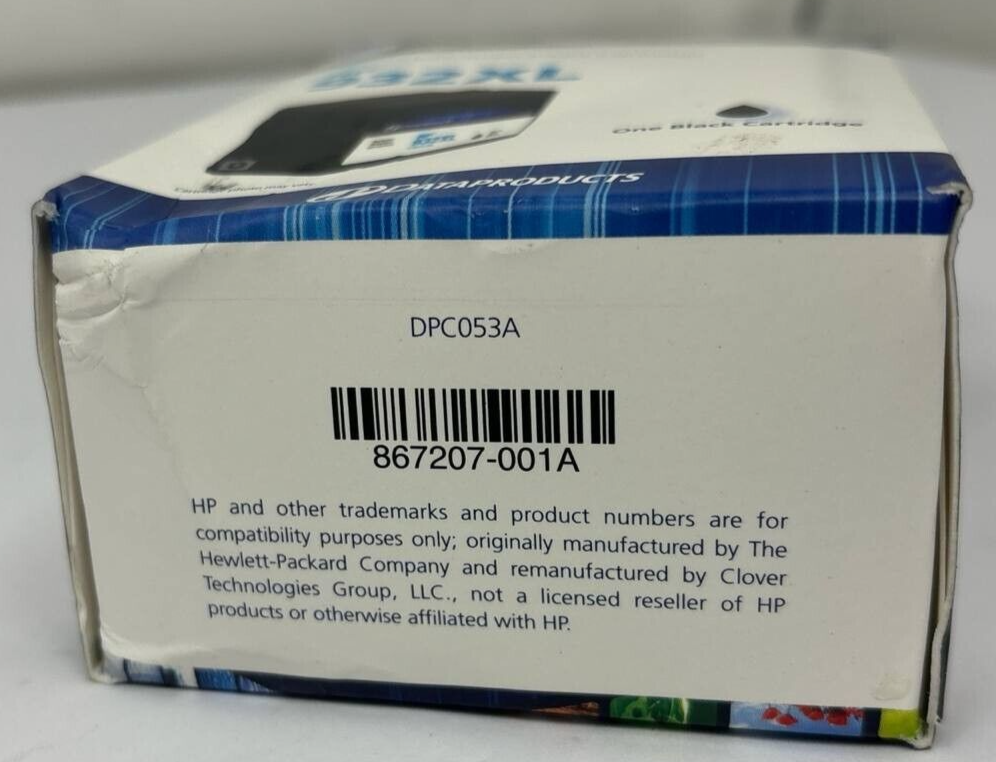 One Black Cartridge
DATAPRODUCTS
DPC053A
867207-001A
HP and other trademarks and product numbers are for
compatibility purposes only; originally manufactured by The
Hewlett-Packard Company and remanufactured by Clover
Technologies Group, LLC., not a licensed reseller of HP
products or otherwise affiliated with HP.